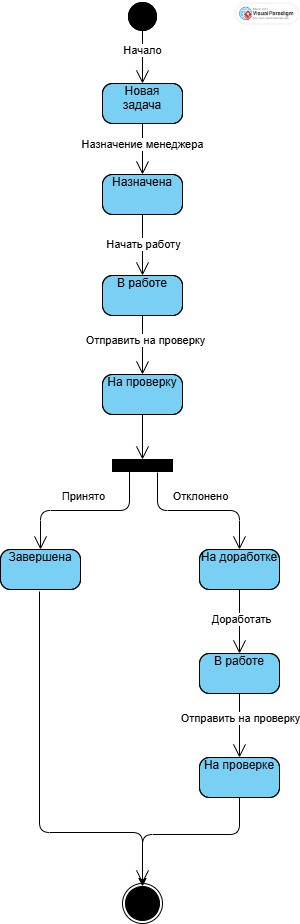 Visual Paradigm
Начало
Новая
задача
Назначение менеджера
Назначена
Начать работу
В работе
Отправить на проверку
На проверку
Принято
Отклонено
Завершена
На доработке
Доработать
В работе
Отправить на проверку
На проверке